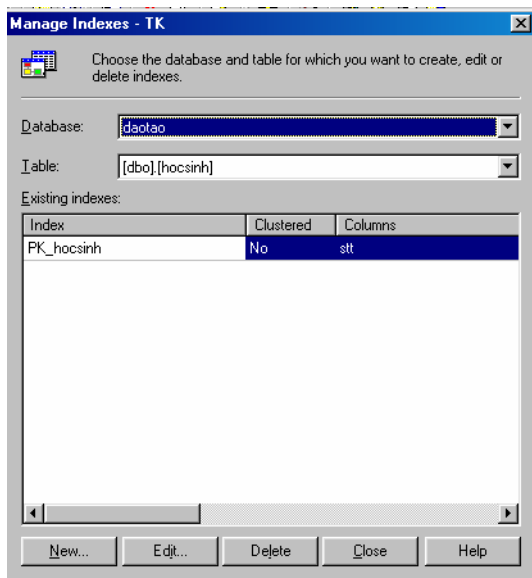 Manage Indexes - TK
Choose the database and table for which you want to create, edit or
delete indexes.
Database: daotao
Table: [dbo].[hocsinh]
Existing indexes:
Index Clustered Columns
PK_hocsinh No stt
New... Edit... Delete Close Help